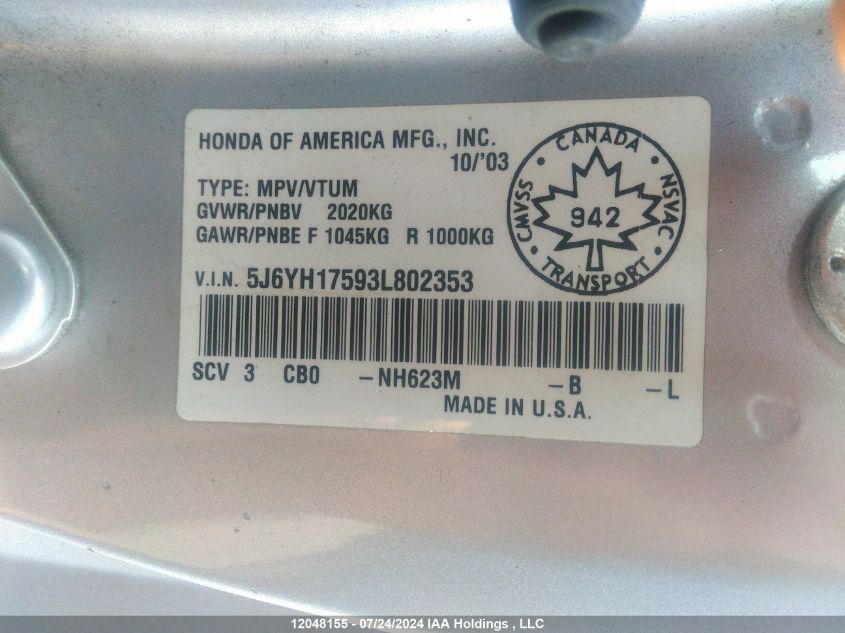 HONDA OF AMERICA MFG., INC.
10/'03
TYPE: MPV/VTUM
GVWR/PNBV 2020KG
GAWR/PNBE F 1045KG R 1000KG
V.I.N. 5J6YH17593L802353
SCV 3 CB0 -NH623M -B -L
MADE IN U.S.A.
CANADA
CMVSS
NSVAC
942
TRANSPORT
12048155 - 07/24/2024 IAA Holdings , LLC